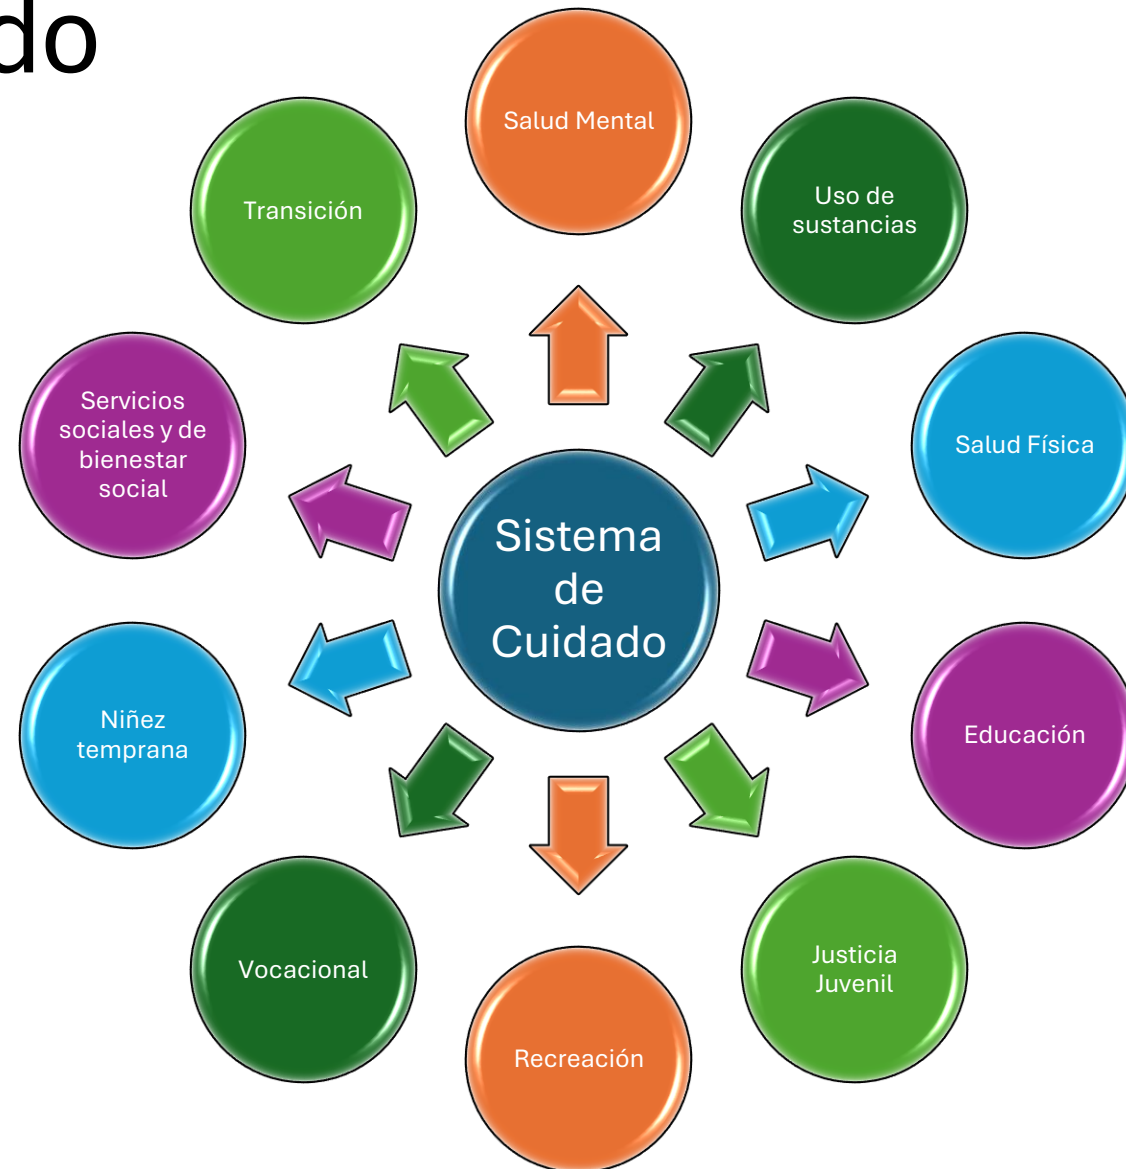 do
Salud Mental
Uso de
sustancias
Salud Física
Educación
Justicia
Juvenil
Recreación
Vocacional
Niñez
temprana
Servicios
sociales y de
bienestar
social
Transición
Sistema
de
Cuidado